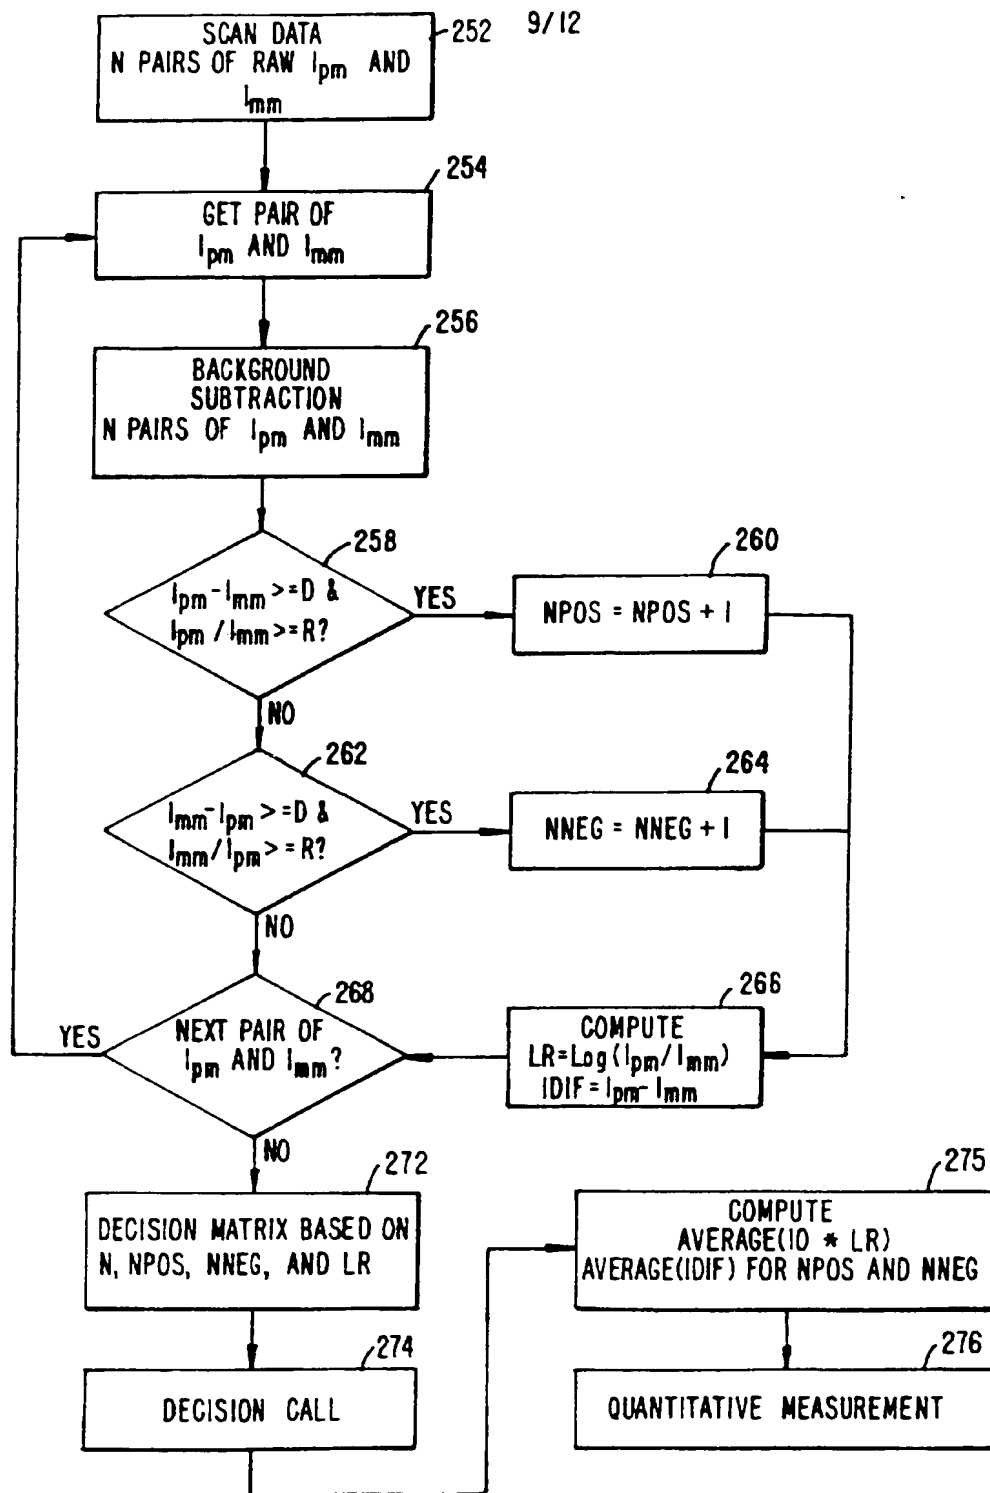 9/12
252
SCAN DATA
N PAIRS OF RAW Ipm AND
Imm
254
GET PAIR OF
Ipm AND Imm
256
BACKGROUND
SUBTRACTION
N PAIRS OF Ipm AND Imm
258
Ipm-Imm >=D &
Ipm / Imm >=R?
YES
260
NPOS = NPOS + 1
NO
262
Imm-Ipm >=D &
Imm/Ipm >=R?
YES
264
NNEG = NNEG + 1
NO
268
NEXT PAIR OF
Ipm AND Imm?
YES
266
COMPUTE
LR=Log (Ipm/Imm)
IDIF=Ipm-Imm
NO
272
DECISION MATRIX BASED ON
N, NPOS, NNEG, AND LR
274
DECISION CALL
275
COMPUTE
AVERAGE(10 * LR)
AVERAGE(IDIF) FOR NPOS AND NNEG
276
QUANTITATIVE MEASUREMENT